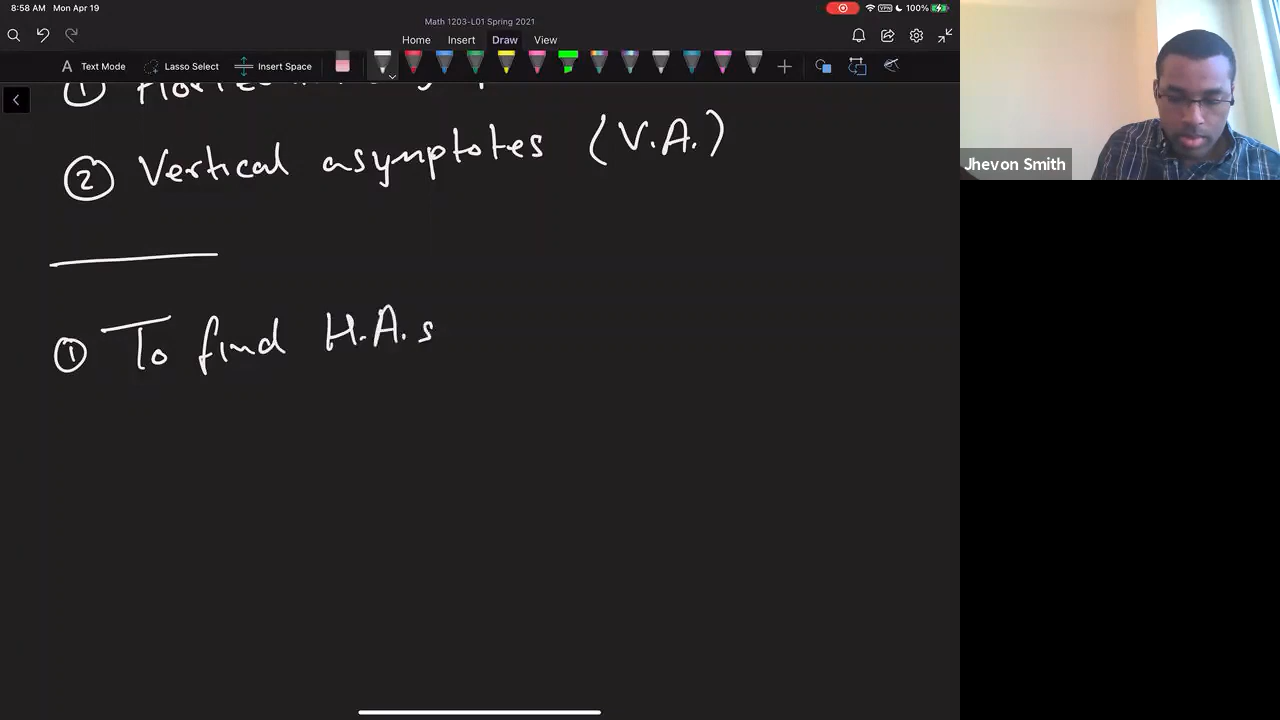 8:58 AM Mon Apr 19
VPN 100%
Math 1203-L01 Spring 2021
Home Insert Draw View
Text Mode Lasso Select Insert Space
② Vertical asymptotes (V.A.)
① To find H.A.s
Jhevon Smith